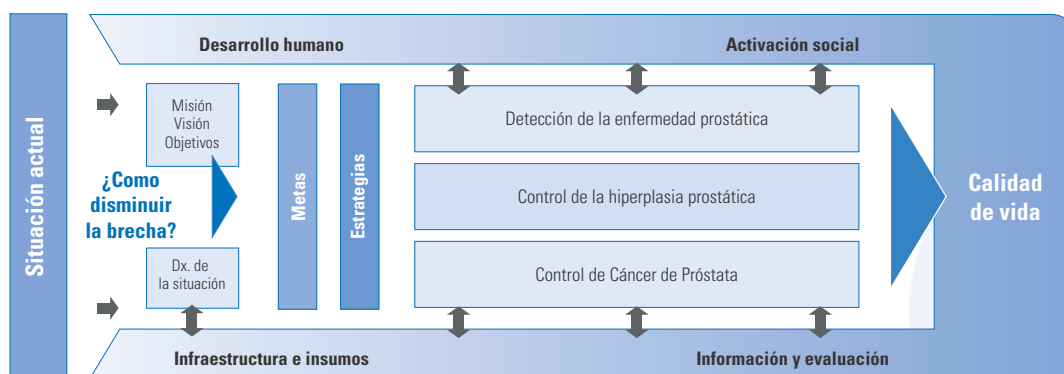 Situación actual
Desarrollo humano
Activación social
Misión
Visión
Objetivos
¿Como
disminuir
la brecha?
Dx. de
la situación
Metas
Estrategias
Detección de la enfermedad prostática
Control de la hiperplasia prostática
Control de Cáncer de Próstata
Calidad
de vida
Infraestructura e insumos
Información y evaluación